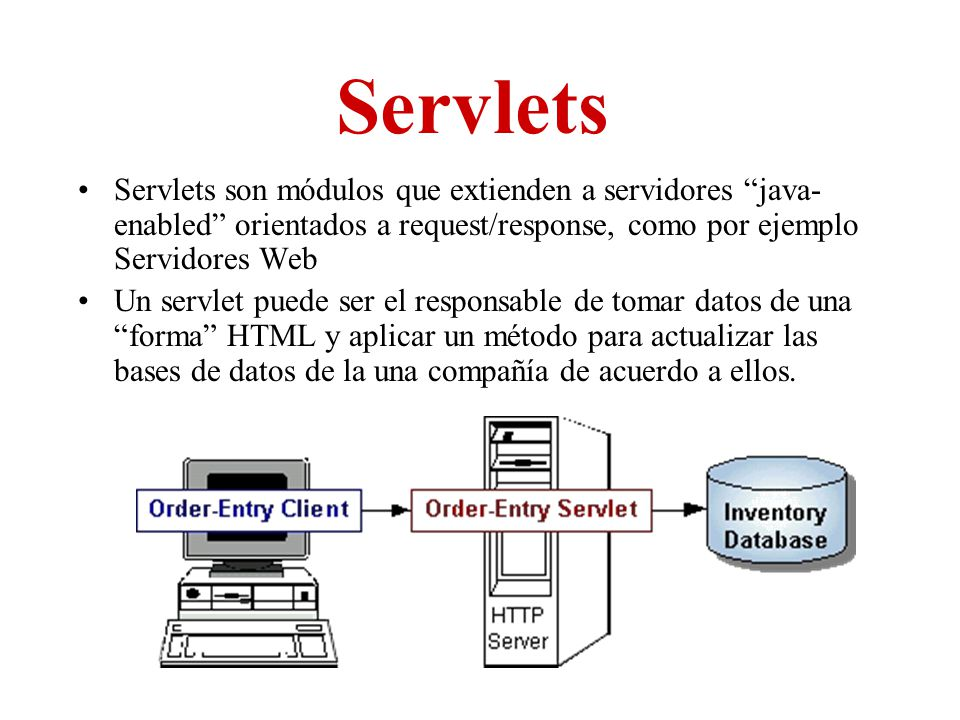 Servlets
• Servlets son módulos que extienden a servidores “java-
enabled” orientados a request/response, como por ejemplo
Servidores Web
• Un servlet puede ser el responsable de tomar datos de una
“forma” HTML y aplicar un método para actualizar las
bases de datos de la una compañía de acuerdo a ellos.
Order-Entry Client
Order-Entry Servlet
Inventory
Database
HTTP
Server